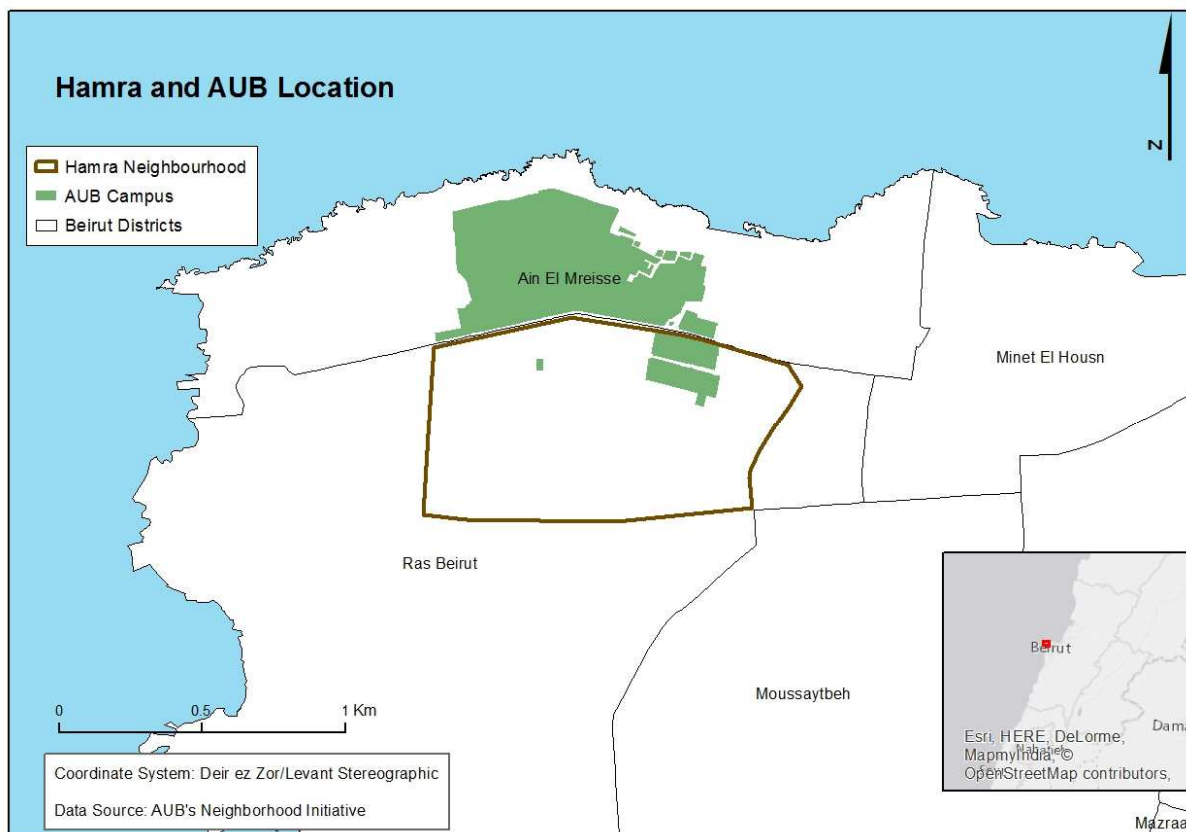 Hamra and AUB Location
Hamra Neighbourhood
AUB Campus
Beirut Districts
N
Ain El Mreisse
Minet El Housn
Ras Beirut
Moussaytbeh
0 0.5 1 Km
Coordinate System: Deir ez Zor/Levant Stereographic
Data Source: AUB's Neighborhood Initiative
Beirut
Dama
Esri, HERE, DeLorme,
MapmyIndia, ©
OpenStreetMap contributors,
Mazraa